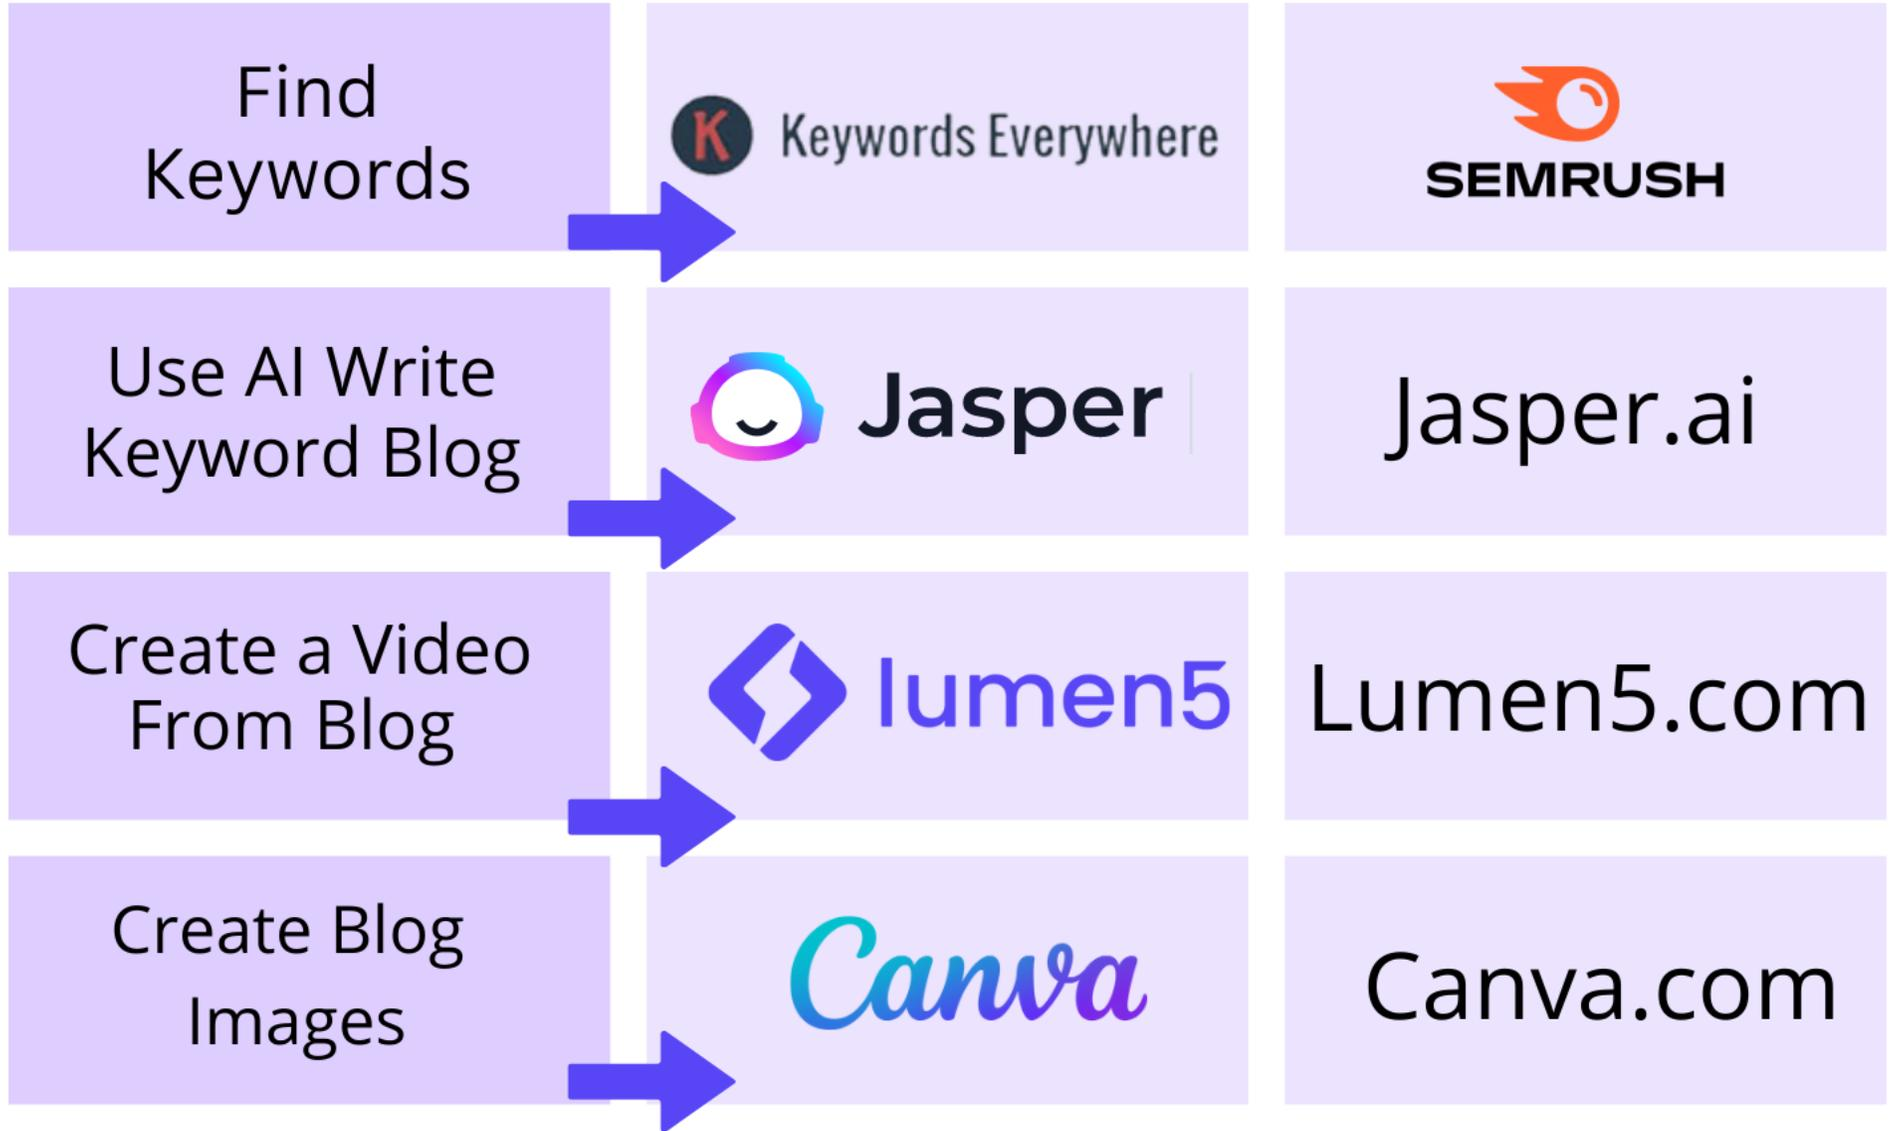 Find
Keywords
K Keywords Everywhere
SEMRUSH
Use AI Write
Keyword Blog
Jasper
Jasper.ai
Create a Video
From Blog
lumen5
Lumen5.com
Create Blog
Images
Canva
Canva.com